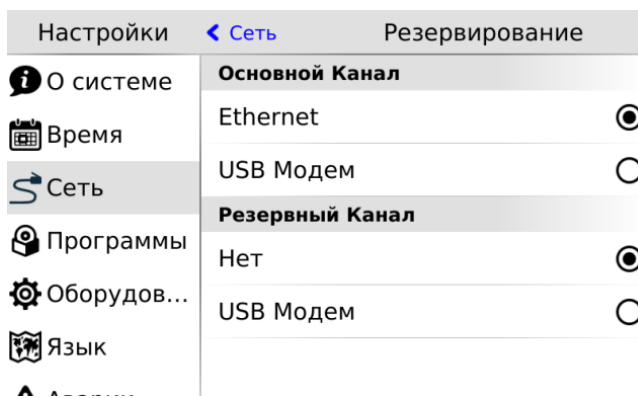 Настройки
Сеть
Резервирование
О системе
Время
Сеть
Программы
Оборудов...
Язык
Основной Канал
Ethernet
USB Модем
Резервный Канал
Нет
USB Модем